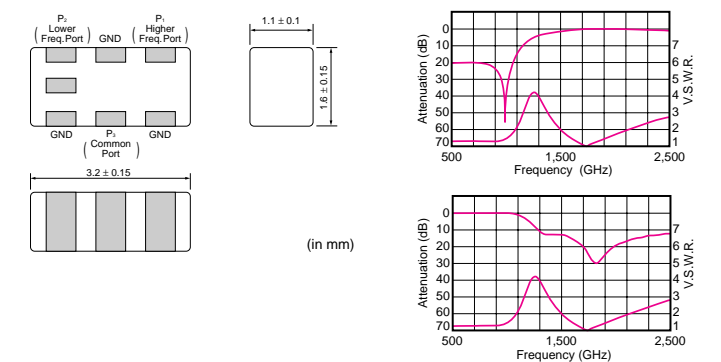 P2 Lower ( Freq.Port )
GND
P1 Higher ( Freq.Port )
GND
P3 ( Common Port )
GND
1.1 ± 0.1
1.6 ± 0.15
3.2 ± 0.15
(in mm)
Attenuation (dB)
0
10
20
30
40
50
60
70
7
6
5
4
3
2
1
V.S.W.R.
500
1,500
2,500
Frequency (GHz)
Attenuation (dB)
0
10
20
30
40
50
60
70
7
6
5
4
3
2
1
V.S.W.R.
500
1,500
2,500
Frequency (GHz)